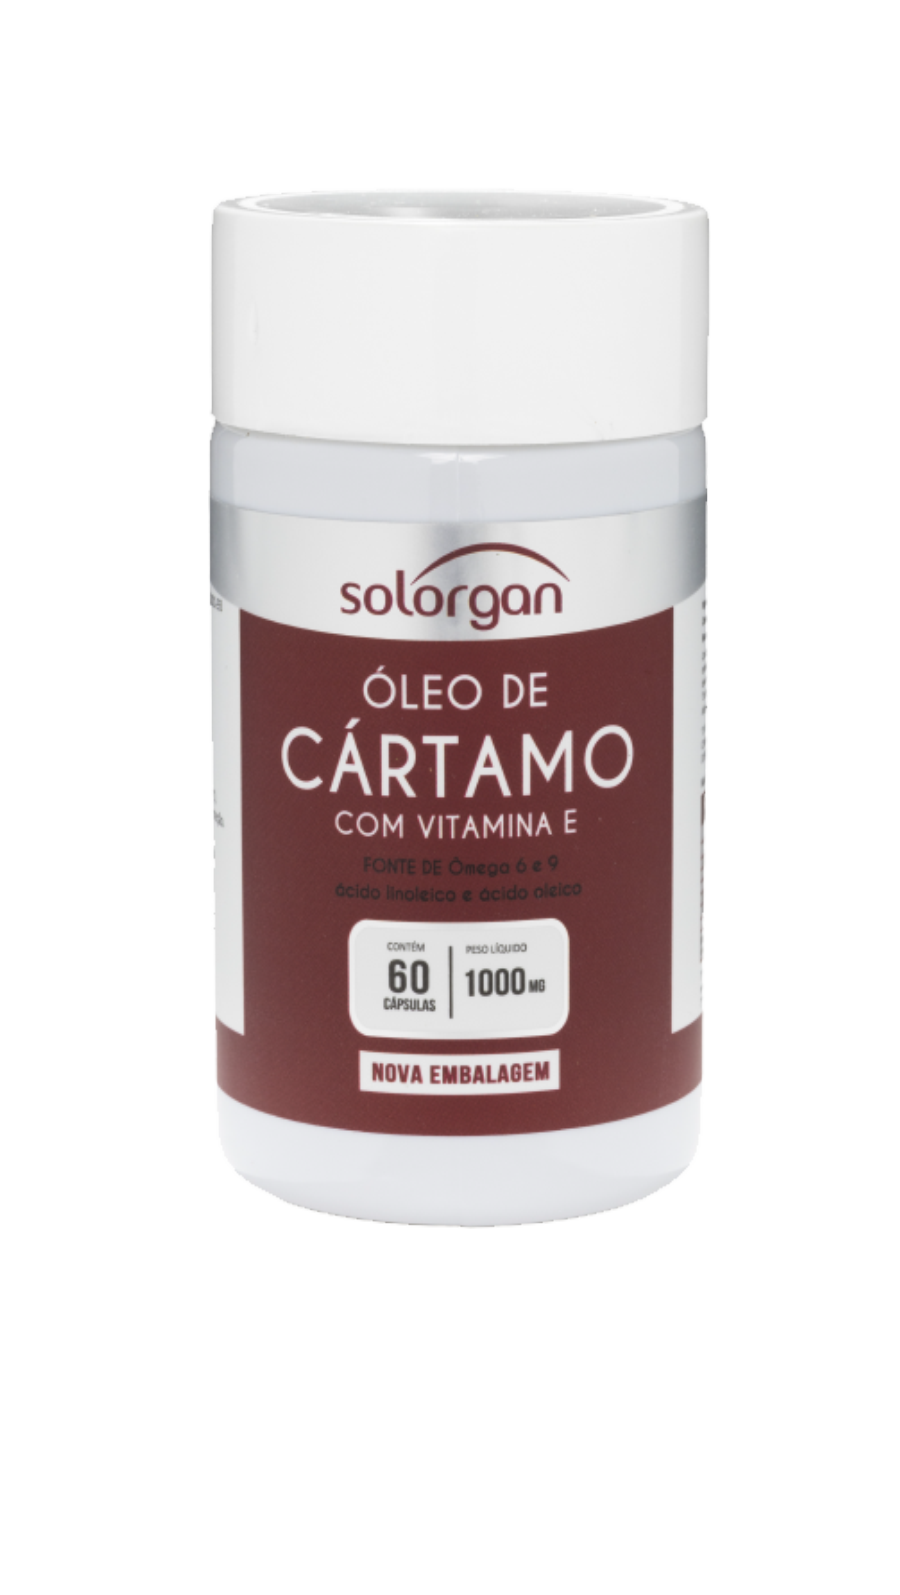 solorgan
ÓLEO DE
CÁRTAMO
COM VITAMINA E
FONTE DE Ômega 6 e 9
ácido linoleico e ácido oleico
CONTÉM
60
CÁPSULAS
PESO LÍQUIDO
1000MG
NOVA EMBALAGEM